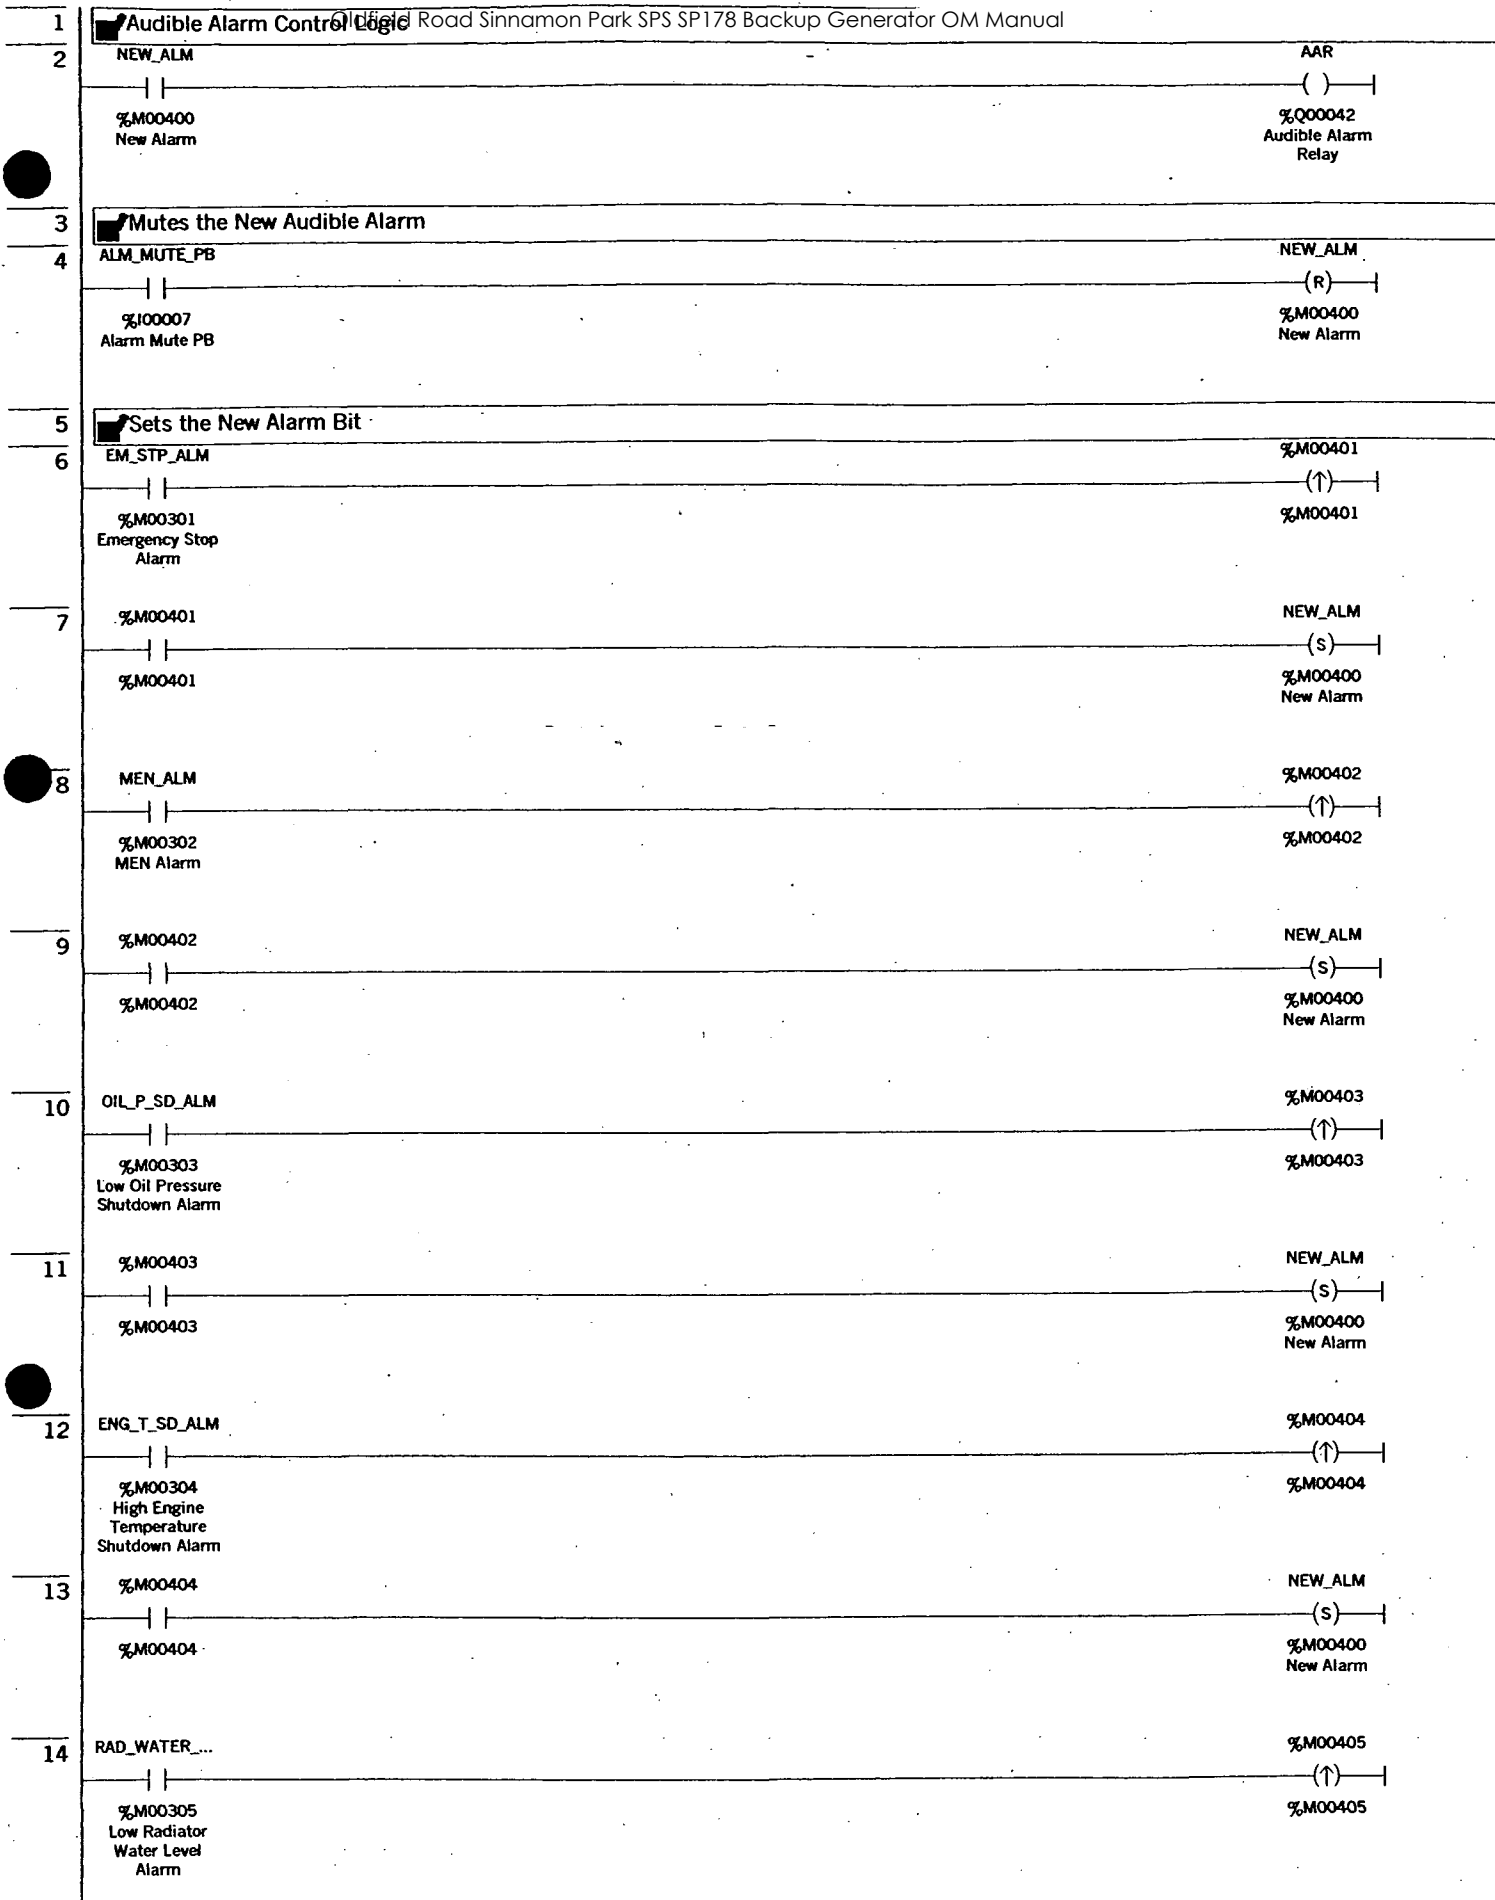 Oldfield Road Sinnamon Park SPS SP178 Backup Generator OM Manual
1 Audible Alarm Control Logic
2 NEW_ALM AAR
( )
%M00400 %Q00042
New Alarm Audible Alarm
Relay
3 Mutes the New Audible Alarm
4 ALM_MUTE_PB NEW_ALM
(R)
%I00007 %M00400
Alarm Mute PB New Alarm
5 Sets the New Alarm Bit
6 EM_STP_ALM %M00401
(↑)
%M00301 %M00401
Emergency Stop
Alarm
7 %M00401 NEW_ALM
(S)
%M00401 %M00400
New Alarm
8 MEN_ALM %M00402
(↑)
%M00302 %M00402
MEN Alarm
9 %M00402 NEW_ALM
(S)
%M00402 %M00400
New Alarm
10 OIL_P_SD_ALM %M00403
(↑)
%M00303 %M00403
Low Oil Pressure
Shutdown Alarm
11 %M00403 NEW_ALM
(S)
%M00403 %M00400
New Alarm
12 ENG_T_SD_ALM %M00404
(↑)
%M00304 %M00404
High Engine
Temperature
Shutdown Alarm
13 %M00404 NEW_ALM
(S)
%M00404 %M00400
New Alarm
14 RAD_WATER_... %M00405
(↑)
%M00305 %M00405
Low Radiator
Water Level
Alarm